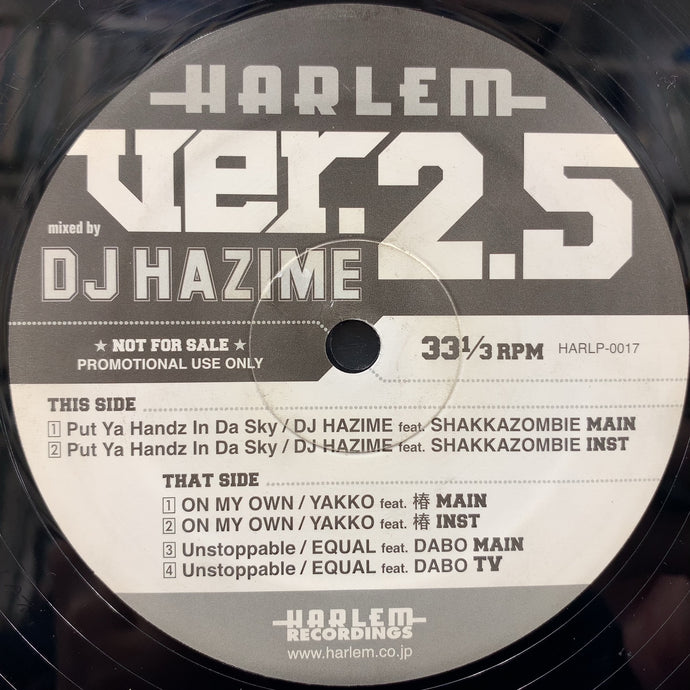 HARLEM
ver.2.5
mixed by
DJ HAZIME
★ NOT FOR SALE ★
PROMOTIONAL USE ONLY
33 1/3 RPM HARLP-0017
THIS SIDE
1 Put Ya Handz In Da Sky / DJ HAZIME feat. SHAKKAZOMBIE MAIN
2 Put Ya Handz In Da Sky / DJ HAZIME feat. SHAKKAZOMBIE INST
THAT SIDE
1 ON MY OWN / YAKKO feat. 椿 MAIN
2 ON MY OWN / YAKKO feat. 椿 INST
3 Unstoppable / EQUAL feat. DABO MAIN
4 Unstoppable / EQUAL feat. DABO TV
HARLEM
RECORDINGS
www.harlem.co.jp